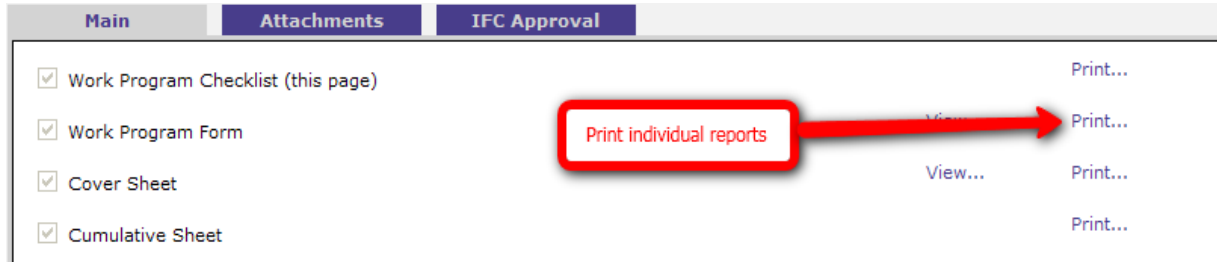 Main Attachments IFC Approval
Work Program Checklist (this page) Print...
Work Program Form Print individual reports View... Print...
Cover Sheet View... Print...
Cumulative Sheet Print...